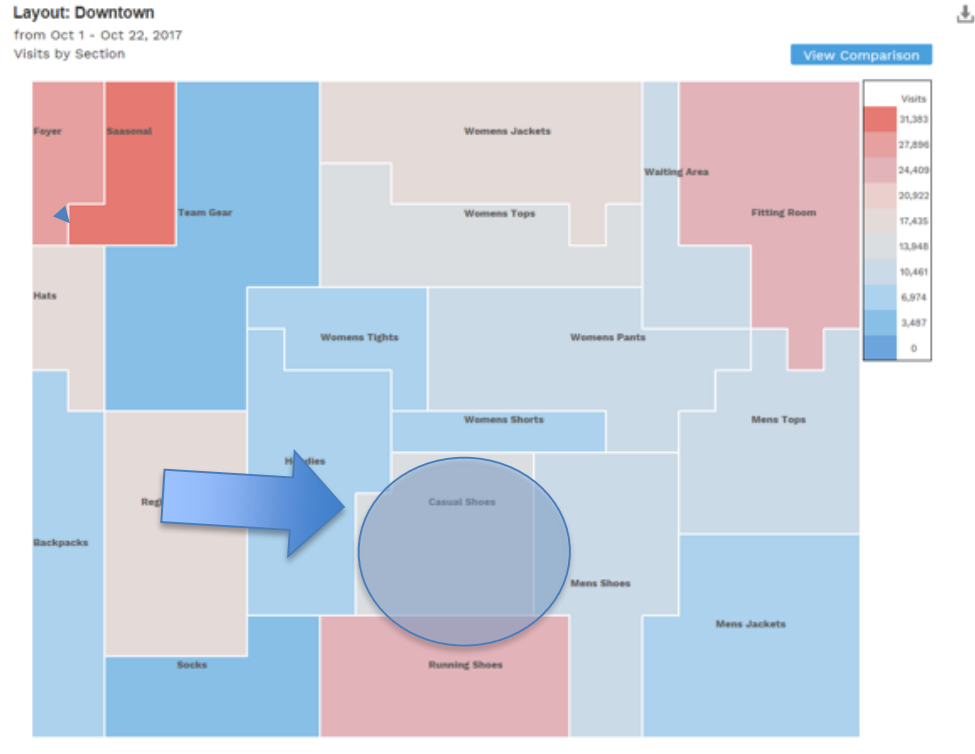 Layout: Downtown
from Oct 1 - Oct 22, 2017
Visits by Section
View Comparison
Visits
31,383
27,896
24,409
20,922
17,435
13,948
10,461
6,974
3,487
0
Foyer
Seasonal
Womens Jackets
Waiting Area
Team Gear
Womens Tops
Fitting Room
Hats
Womens Tights
Womens Pants
Womens Shorts
Mens Tops
Casual Shoes
Backpacks
Mens Shoes
Mens Jackets
Socks
Running Shoes